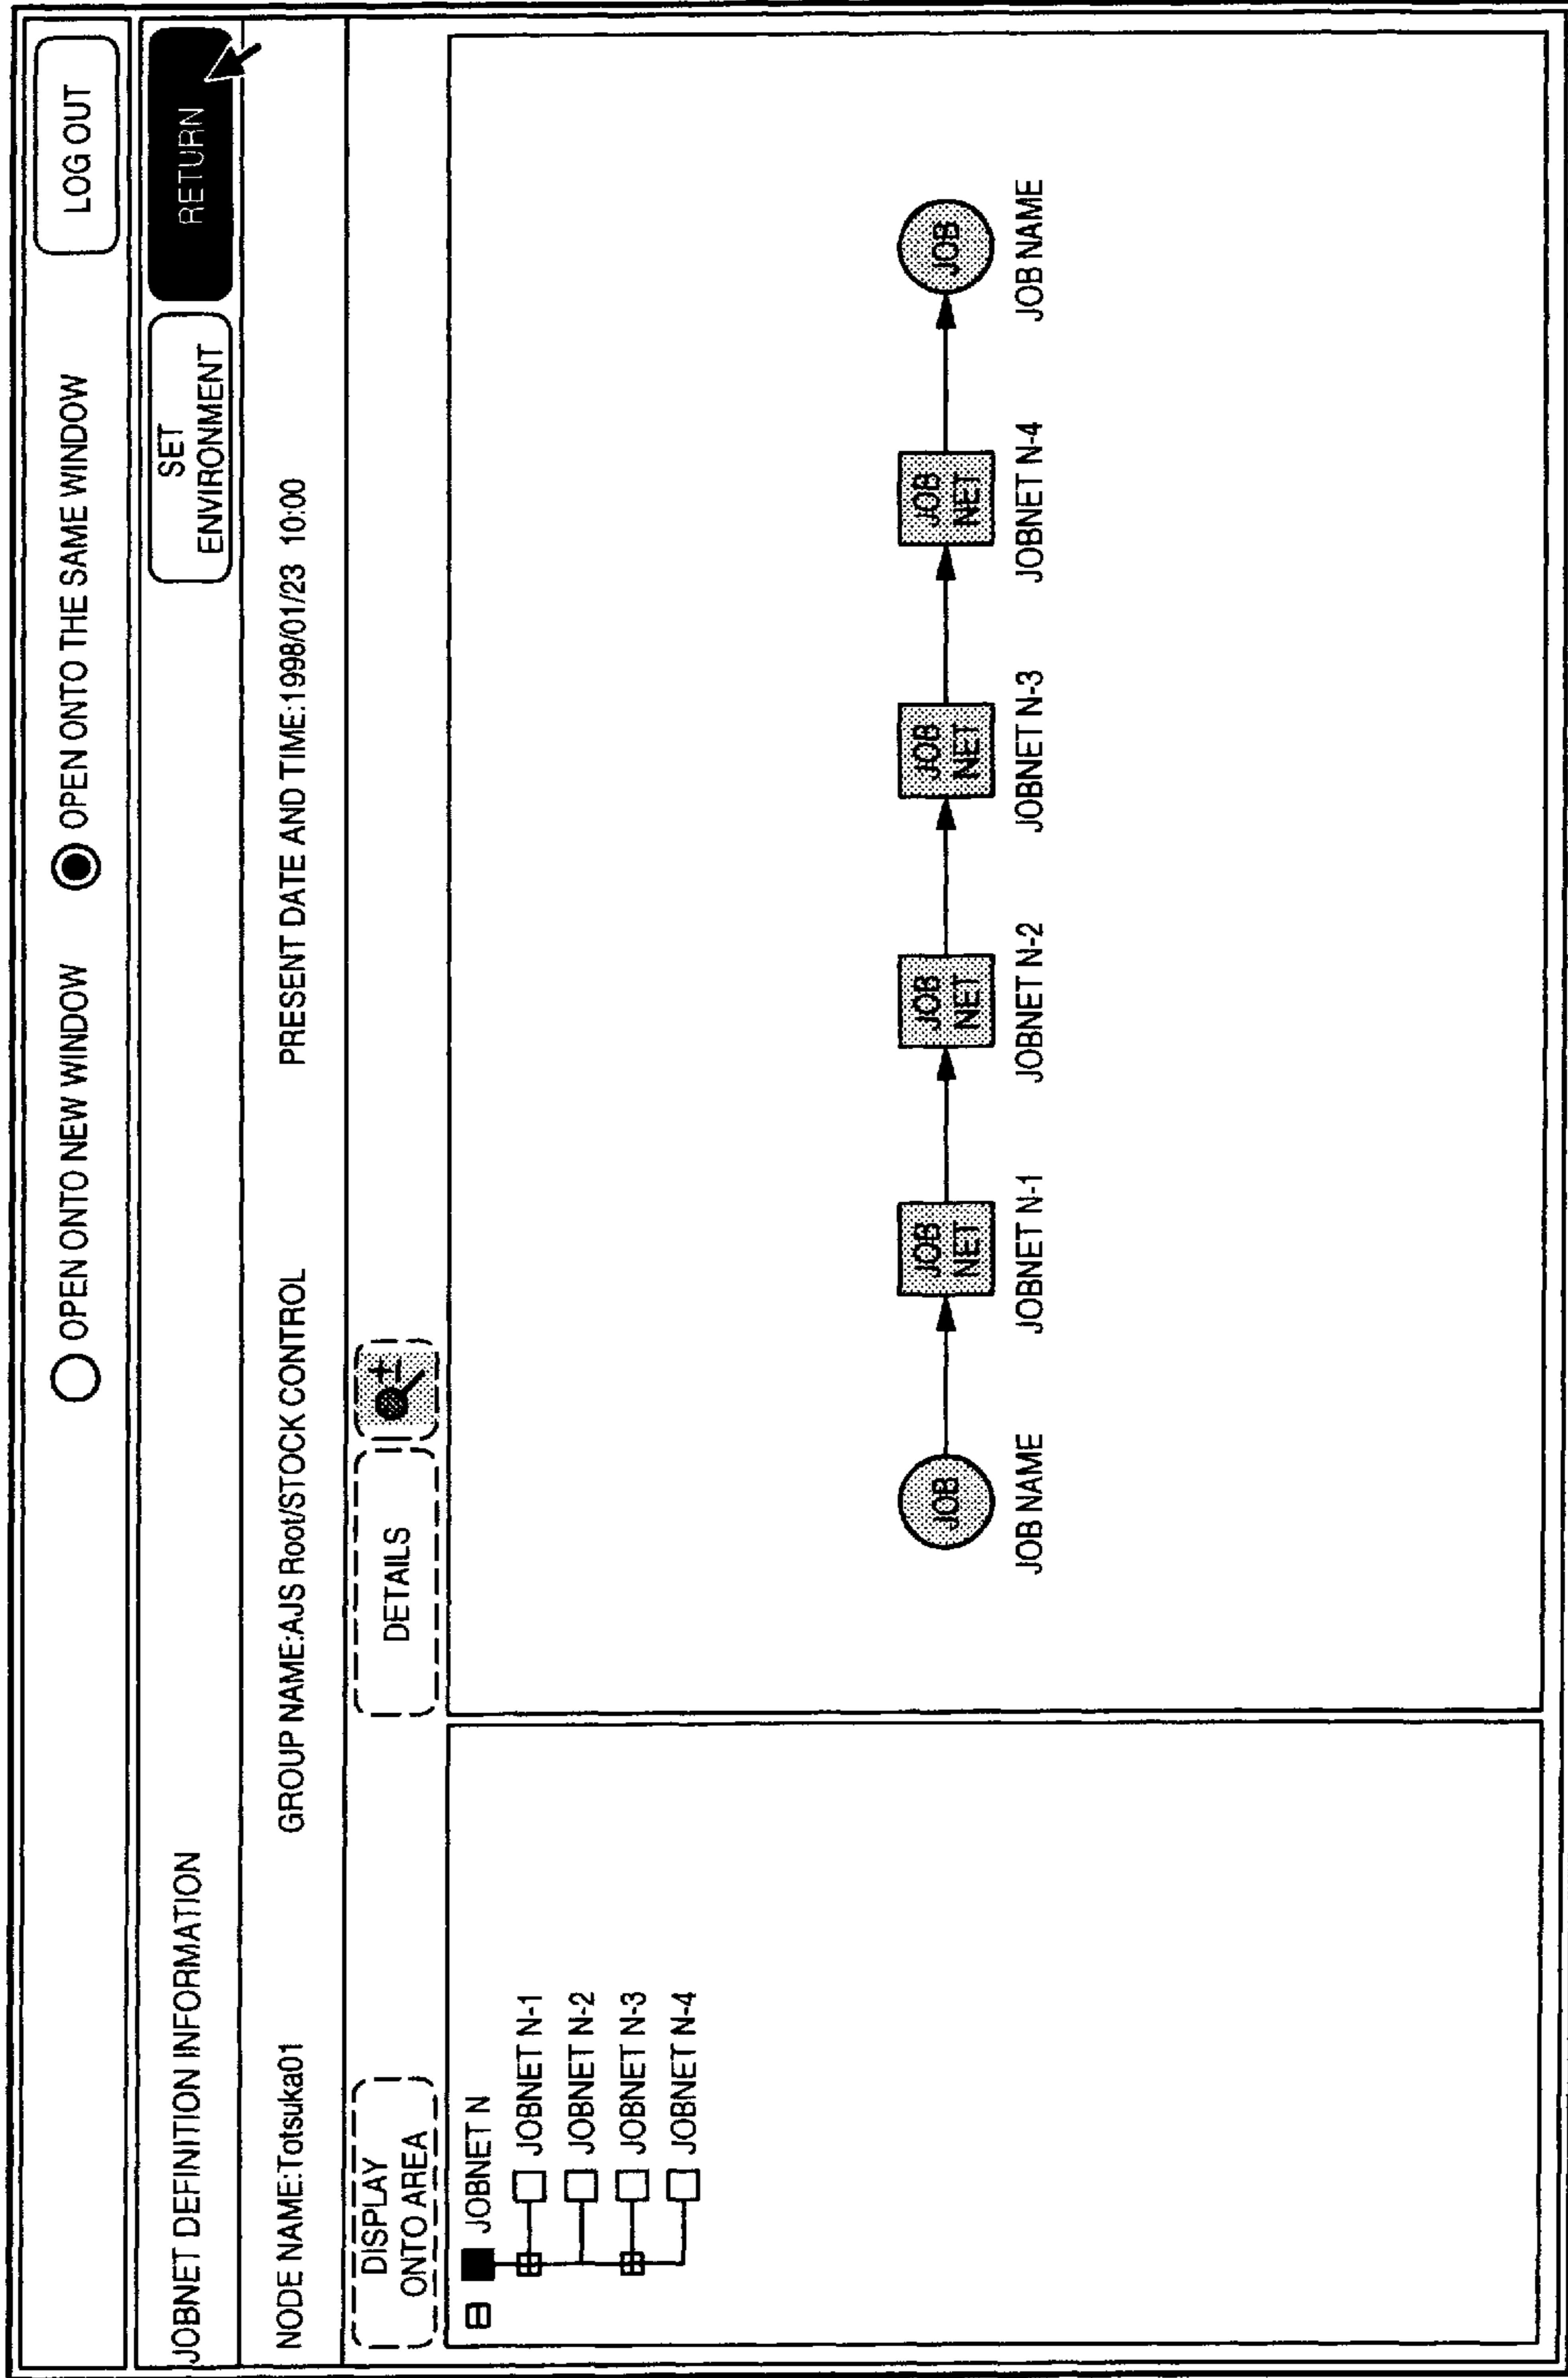 OPEN ONTO NEW WINDOW
OPEN ONTO THE SAME WINDOW
LOG OUT
JOBNET DEFINITION INFORMATION
SET
ENVIRONMENT
RETURN
NODE NAME:Totsuka01
GROUP NAME:AJS Root/STOCK CONTROL
PRESENT DATE AND TIME:1998/01/23 10:00
DISPLAY
ONTO AREA
DETAILS
JOBNET N
JOBNET N-1
JOBNET N-2
JOBNET N-3
JOBNET N-4
JOB
JOB NAME
JOB
NET
JOBNET N-1
JOB
NET
JOBNET N-2
JOB
NET
JOBNET N-3
JOB
NET
JOBNET N-4
JOB
JOB NAME